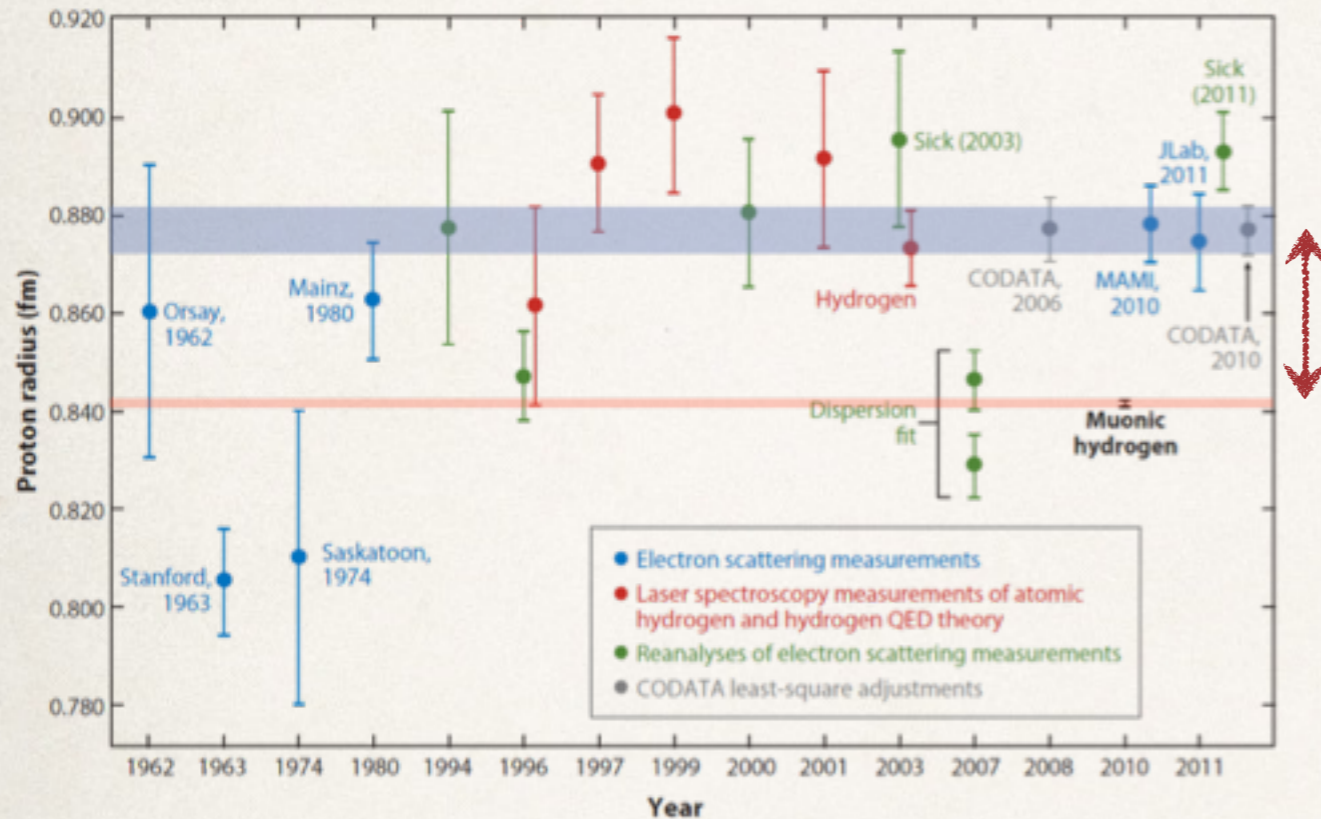 0.920
0.900
0.880
0.860
0.840
0.820
0.800
0.780
Proton radius (fm)
Orsay,
1962
Stanford,
1963
Saskatoon,
1974
Mainz,
1980
Sick (2003)
Hydrogen
Dispersion
fit
CODATA,
2006
MAMI,
2010
JLab,
2011
Sick
(2011)
CODATA,
2010
Muonic
hydrogen
Electron scattering measurements
Laser spectroscopy measurements of atomic
hydrogen and hydrogen QED theory
Reanalyses of electron scattering measurements
CODATA least-square adjustments
1962 1963 1974 1980 1994 1996 1997 1999 2000 2001 2003 2007 2008 2010 2011
Year